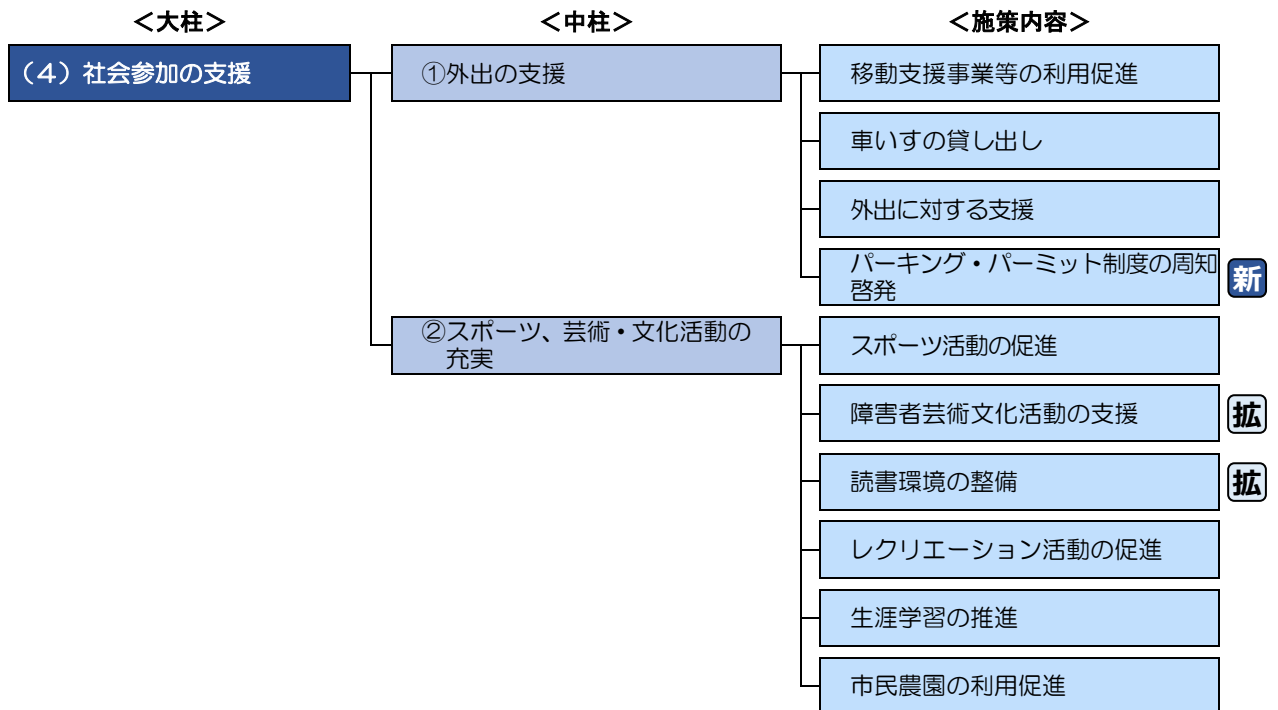 ＜大柱＞
＜中柱＞
＜施策内容＞
（４）社会参加の支援
①外出の支援
移動支援事業等の利用促進
車いすの貸し出し
外出に対する支援
パーキング・パーミット制度の周知
啓発
新
②スポーツ、芸術・文化活動の
充実
スポーツ活動の促進
障害者芸術文化活動の支援
拡
読書環境の整備
拡
レクリエーション活動の促進
生涯学習の推進
市民農園の利用促進